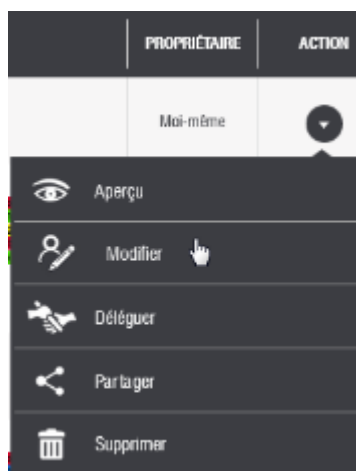 PROPRIÉTAIRE ACTION
Moi-même
Aperçu
Modifier
Déléguer
Partager
Supprimer